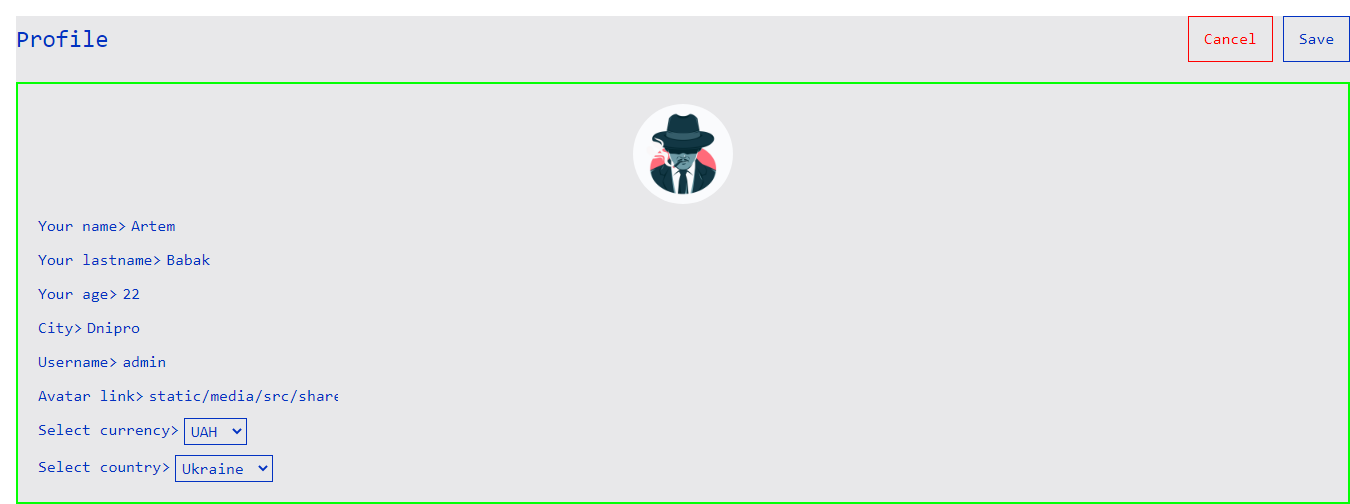 Profile
Cancel
Save
Your name> Artem
Your lastname> Babak
Your age> 22
City> Dnipro
Username> admin
Avatar link> static/media/src/share
Select currency> UAH
Select country> Ukraine